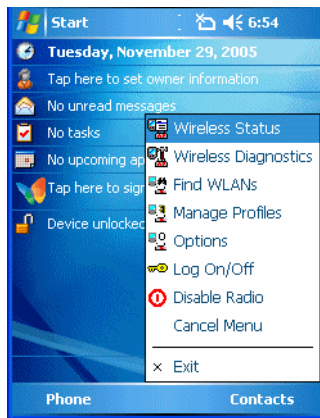 Start 6:54
Tuesday, November 29, 2005
Tap here to set owner information
No unread messages
No tasks
No upcoming ap
Tap here to sigr
Device unlocked
Wireless Status
Wireless Diagnostics
Find WLANs
Manage Profiles
Options
Log On/Off
Disable Radio
Cancel Menu
Exit
Phone Contacts